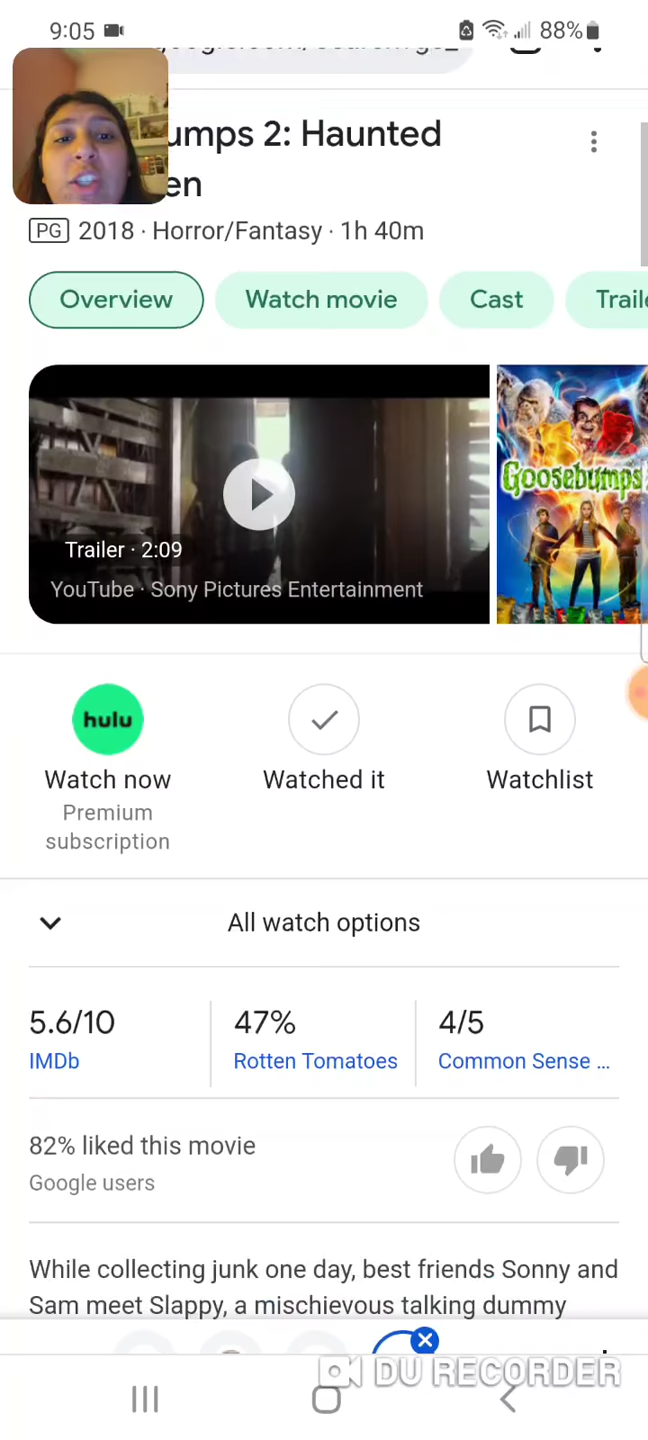 9:05
88%
umps 2: Haunted
en
PG 2018 · Horror/Fantasy · 1h 40m
Overview
Watch movie
Cast
Traile
Trailer · 2:09
YouTube · Sony Pictures Entertainment
Goosebumps
hulu
Watch now
Premium
subscription
Watched it
Watchlist
All watch options
5.6/10
IMDb
47%
Rotten Tomatoes
4/5
Common Sense ...
82% liked this movie
Google users
While collecting junk one day, best friends Sonny and
Sam meet Slappy, a mischievous talking dummy
DU RECORDER